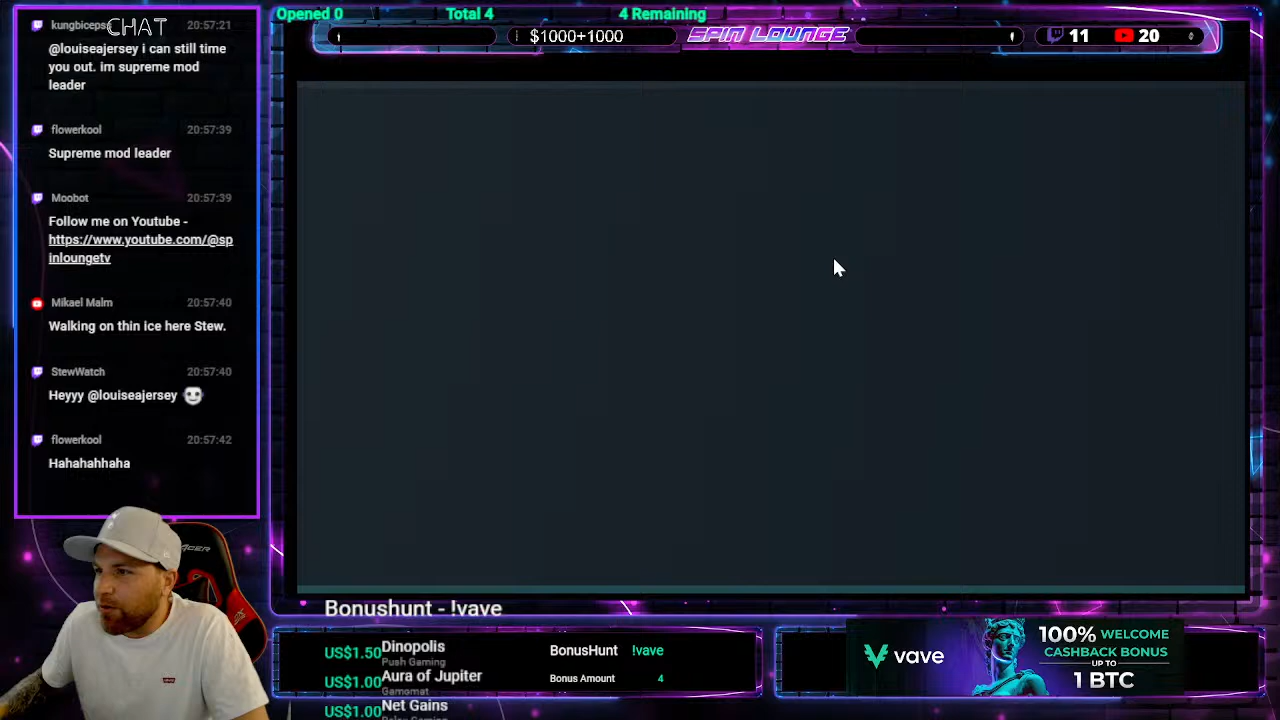 Opened 0
Total 4
4 Remaining
$1000+1000
SPIN LOUNGE
11
20
CHAT
kungbiceps
20:57:21
@louiseajersey i can still time
you out. im supreme mod
leader
flowerkool
20:57:39
Supreme mod leader
Moobot
20:57:39
Follow me on Youtube -
https://www.youtube.com/@sp
inloungetv
Mikael Malm
20:57:40
Walking on thin ice here Stew.
StewWatch
20:57:40
Heyyy @louiseajersey
flowerkool
20:57:42
Hahahahhaha
ACER
Bonushunt - !vave
US$1.50
Dinopolis
Push Gaming
US$1.00
Aura of Jupiter
Gamomat
US$1.00
Net Gains
BonusHunt !vave
Bonus Amount 4
vave
100% WELCOME
CASHBACK BONUS
UP TO
1 BTC